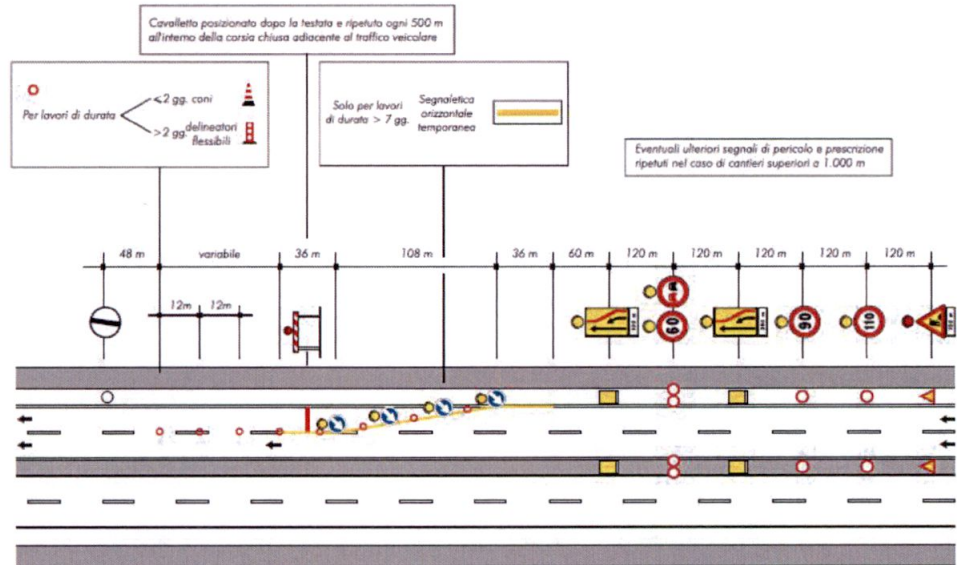 Cavalletto posizionato dopo la testata e ripetuto ogni 500 m
all'interno della corsia chiusa adiacente al traffico veicolare
Per lavori di durata
<2 gg. coni
>2 gg. delineatori
flessibili
Solo per lavori
di durata > 7 gg.
Segnaletica
orizzontale
temporanea
Eventuali ulteriori segnali di pericolo e prescrizione
ripetuti nel caso di cantieri superiori a 1.000 m
48 m
variabile
36 m
108 m
36 m
60 m
120 m
120 m
120 m
120 m
120 m
12m
12m
60
90
110